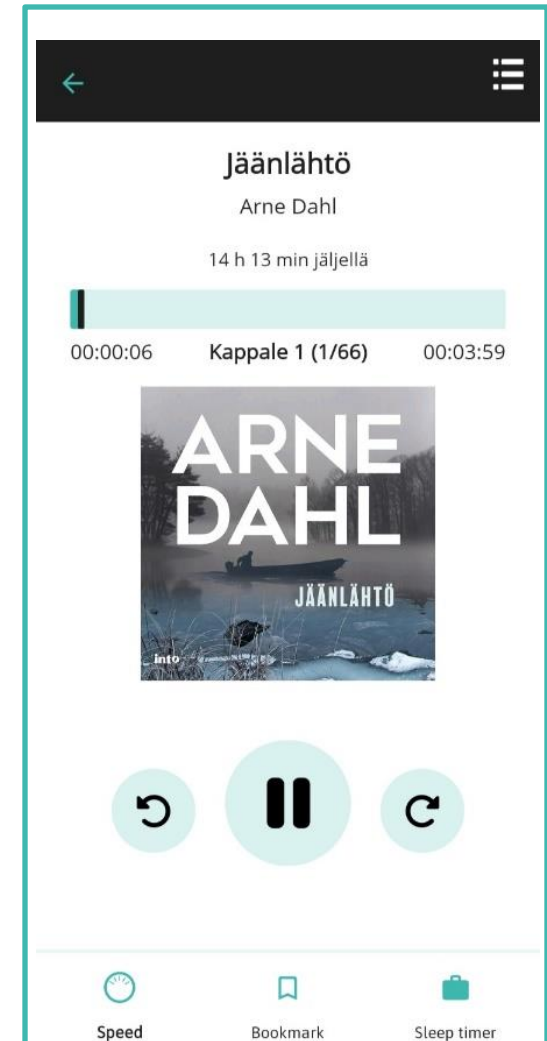 Jäänlähtö
Arne Dahl
14 h 13 min jäljellä
00:00:06 Kappale 1 (1/66) 00:03:59
ARNE
DAHL
JÄÄNLÄHTÖ
into
Speed Bookmark Sleep timer